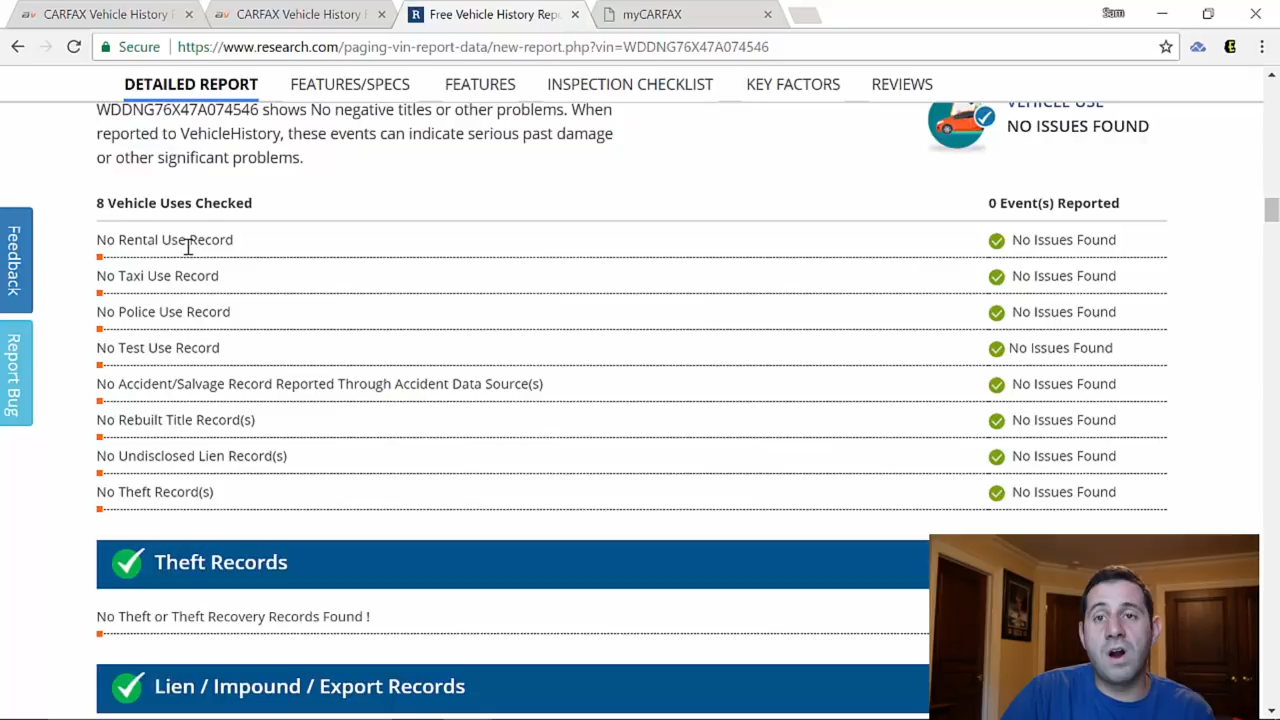 CARFAX Vehicle History
CARFAX Vehicle History
Free Vehicle History Rep
myCARFAX
Sam
Secure
https://www.research.com/paging-vin-report-data/new-report.php?vin=WDDNG76X47A074546
DETAILED REPORT
FEATURES/SPECS
FEATURES
INSPECTION CHECKLIST
KEY FACTORS
REVIEWS
WDDNG76X47A074546 shows No negative titles or other problems. When
reported to VehicleHistory, these events can indicate serious past damage
or other significant problems.
VEHICLE USE
NO ISSUES FOUND
8 Vehicle Uses Checked
0 Event(s) Reported
No Rental Use Record
No Issues Found
No Taxi Use Record
No Issues Found
No Police Use Record
No Issues Found
No Test Use Record
No Issues Found
No Accident/Salvage Record Reported Through Accident Data Source(s)
No Issues Found
No Rebuilt Title Record(s)
No Issues Found
No Undisclosed Lien Record(s)
No Issues Found
No Theft Record(s)
No Issues Found
Theft Records
No Theft or Theft Recovery Records Found !
Lien / Impound / Export Records
Feedback
Report Bug